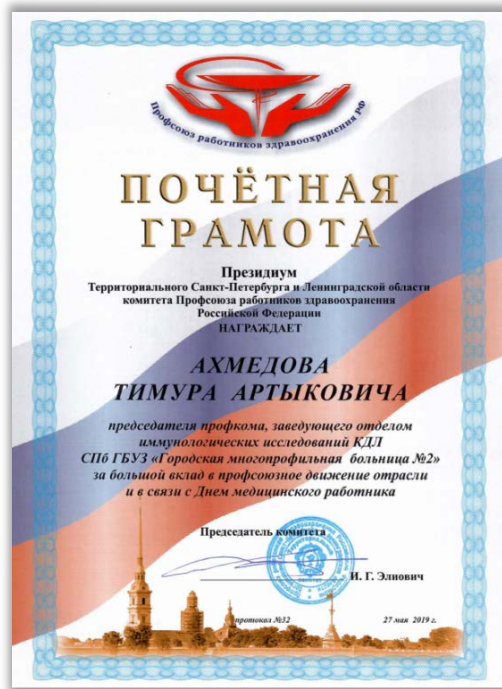 Профсоюз работников здравоохранения РФ
ПОЧЁТНАЯ
ГРАМОТА
Президиум
Территориального Санкт-Петербурга и Ленинградской области
комитета Профсоюза работников здравоохранения
Российской Федерации
НАГРАЖДАЕТ
АХМЕДОВА
ТИМУРА АРТЫКОВИЧА
председателя профкома, заведующего отделом
иммунологических исследований КДЛ
СПб ГБУЗ «Городская многопрофильная больница №2»
за большой вклад в профсоюзное движение отрасли
и в связи с Днем медицинского работника
Председатель комитета
И. Г. Элиович
протокол №32 27 мая 2019 г.